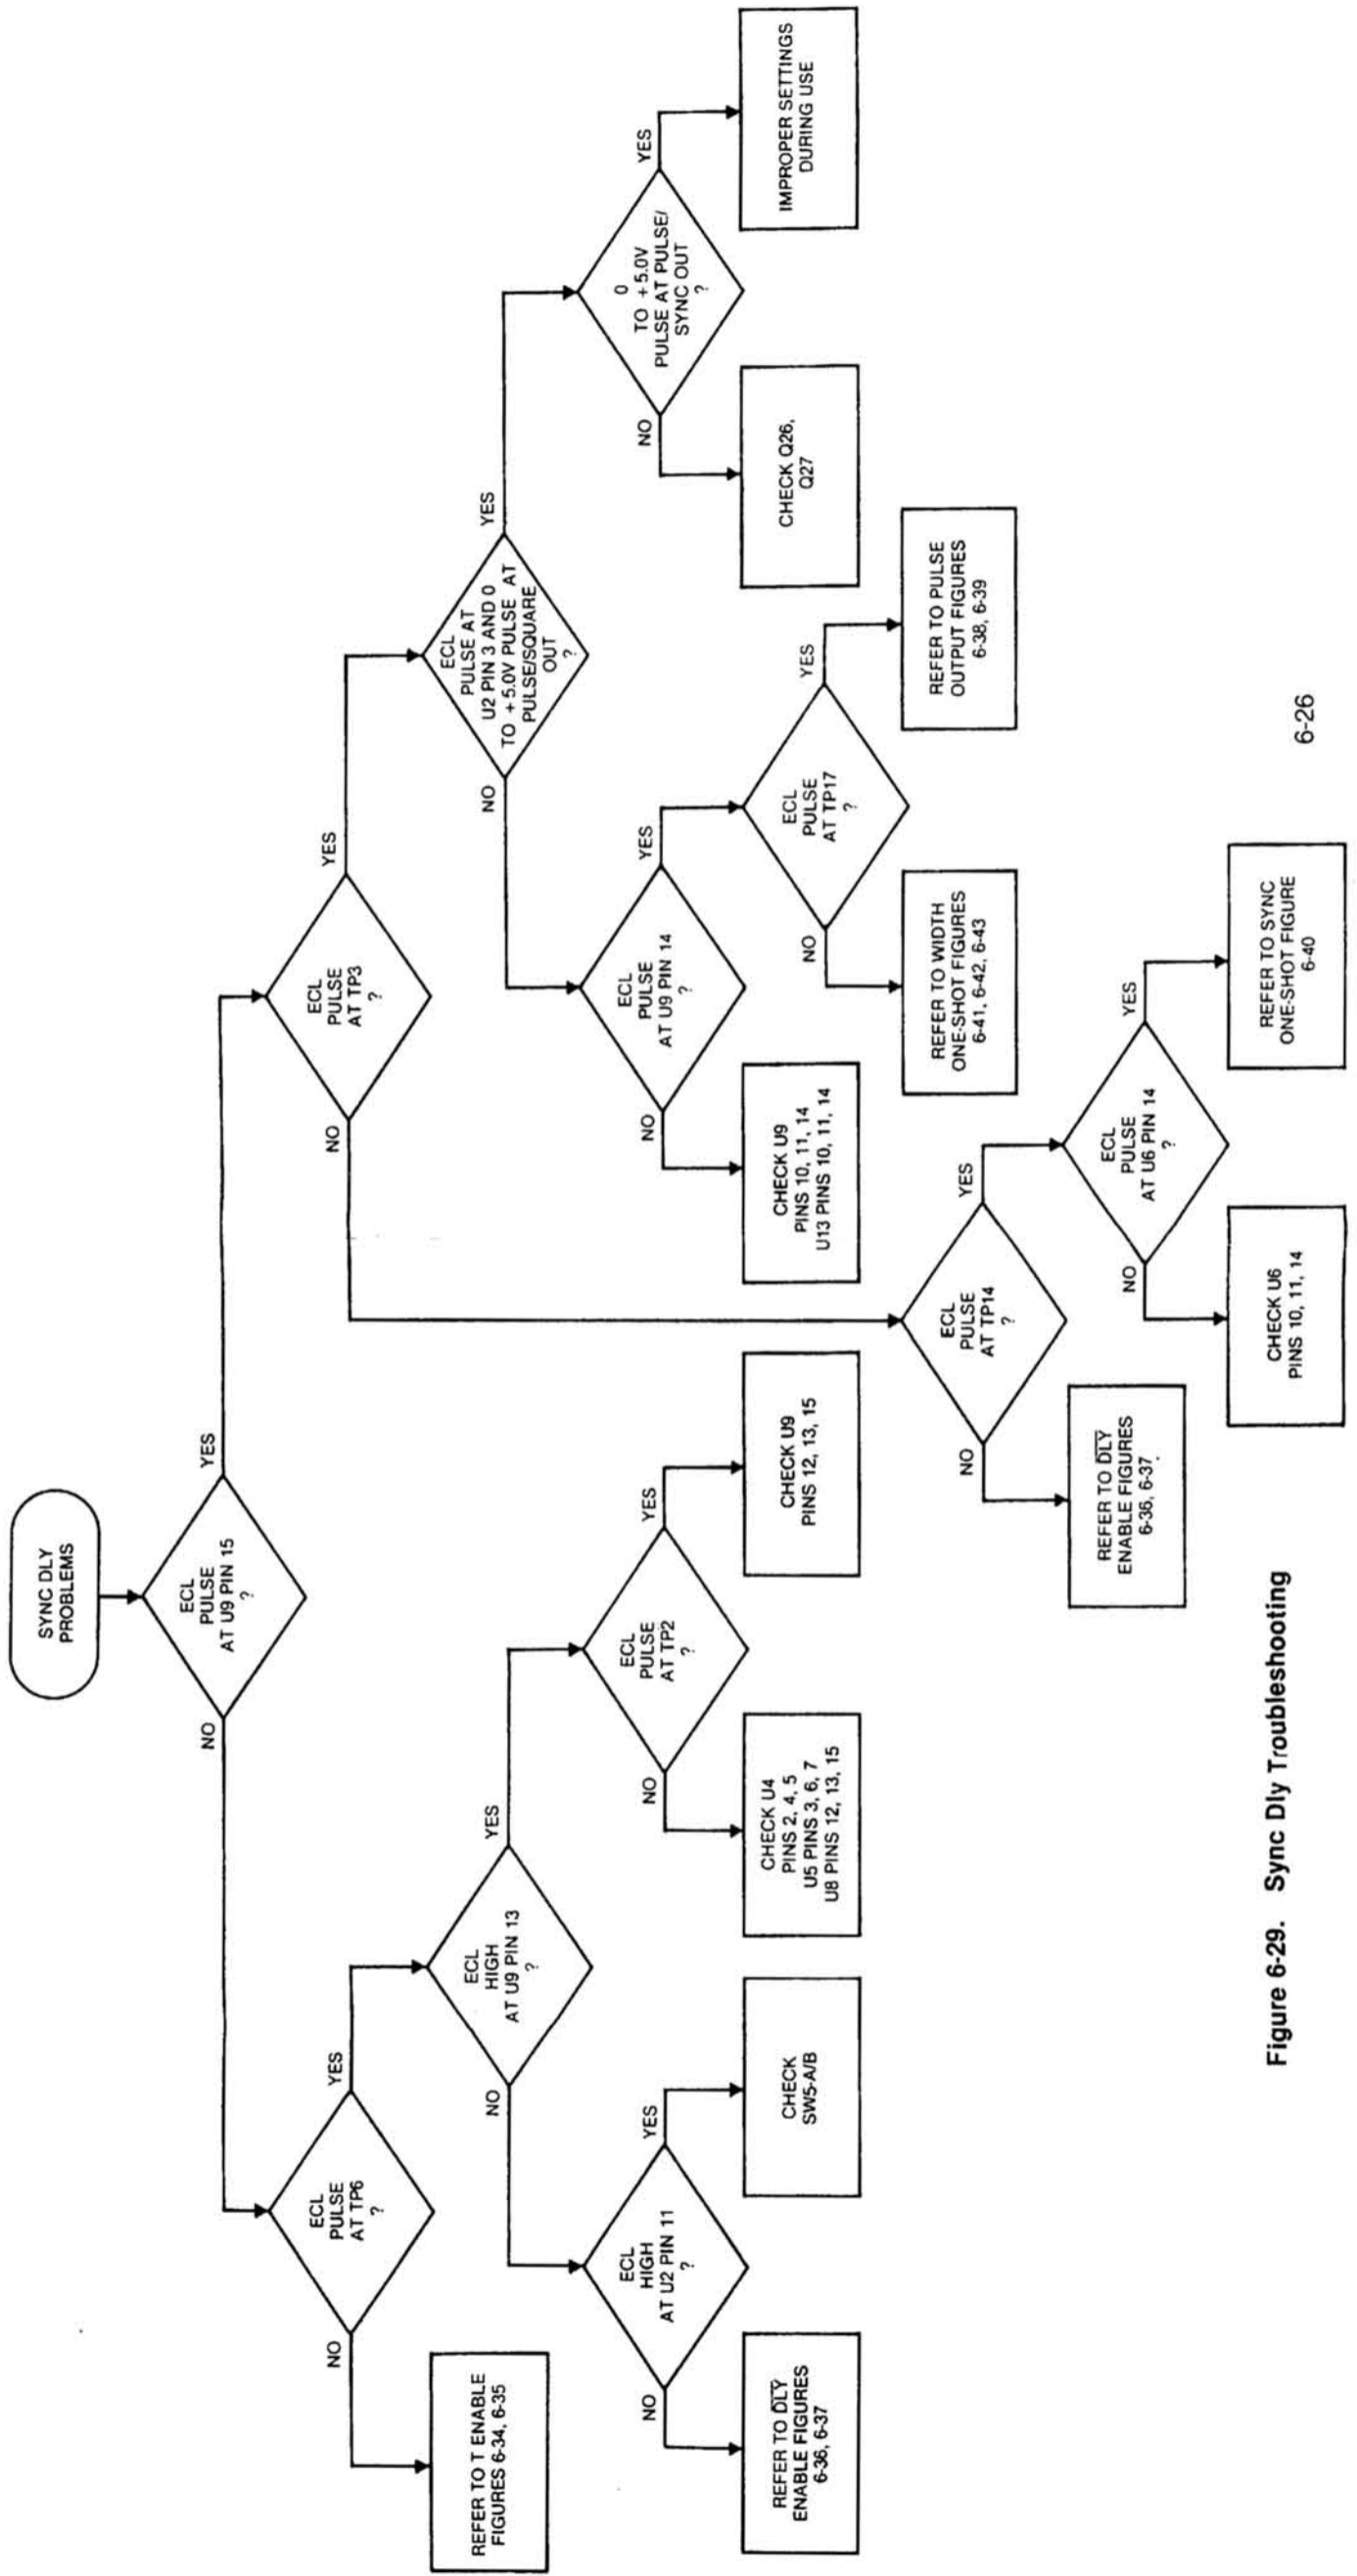 SYNC DLY
PROBLEMS
ECL
PULSE
AT U9 PIN 15
?
NO
YES
ECL
PULSE
AT TP6
?
NO
YES
ECL
PULSE
AT TP3
?
NO
YES
REFER TO T ENABLE
FIGURES 6-34, 6-35
ECL
HIGH
AT U9 PIN 13
?
NO
YES
ECL
PULSE AT
U2 PIN 3 AND 0
TO + 5.0V PULSE AT
PULSE/SQUARE
OUT
?
NO
YES
ECL
HIGH
AT U2 PIN 11
?
NO
YES
ECL
PULSE
AT TP2
?
NO
YES
ECL
PULSE
AT U9 PIN 14
?
NO
YES
0
TO + 5.0V
PULSE AT PULSE/
SYNC OUT
?
NO
YES
REFER TO D̅L̅Y̅
ENABLE FIGURES
6-36, 6-37
CHECK
SW5-A/B
CHECK U4
PINS 2, 4, 5
U5 PINS 3, 6, 7
U8 PINS 12, 13, 15
CHECK U9
PINS 12, 13, 15
CHECK U9
PINS 10, 11, 14
U13 PINS 10, 11, 14
ECL
PULSE
AT TP17
?
NO
YES
CHECK Q26,
Q27
IMPROPER SETTINGS
DURING USE
ECL
PULSE
AT TP14
?
NO
YES
REFER TO WIDTH
ONE-SHOT FIGURES
6-41, 6-42, 6-43
REFER TO PULSE
OUTPUT FIGURES
6-38, 6-39
REFER TO D̅L̅Y̅
ENABLE FIGURES
6-36, 6-37
ECL
PULSE
AT U6 PIN 14
?
NO
YES
CHECK U6
PINS 10, 11, 14
REFER TO SYNC
ONE-SHOT FIGURE
6-40
Figure 6-29. Sync Dly Troubleshooting
6-26